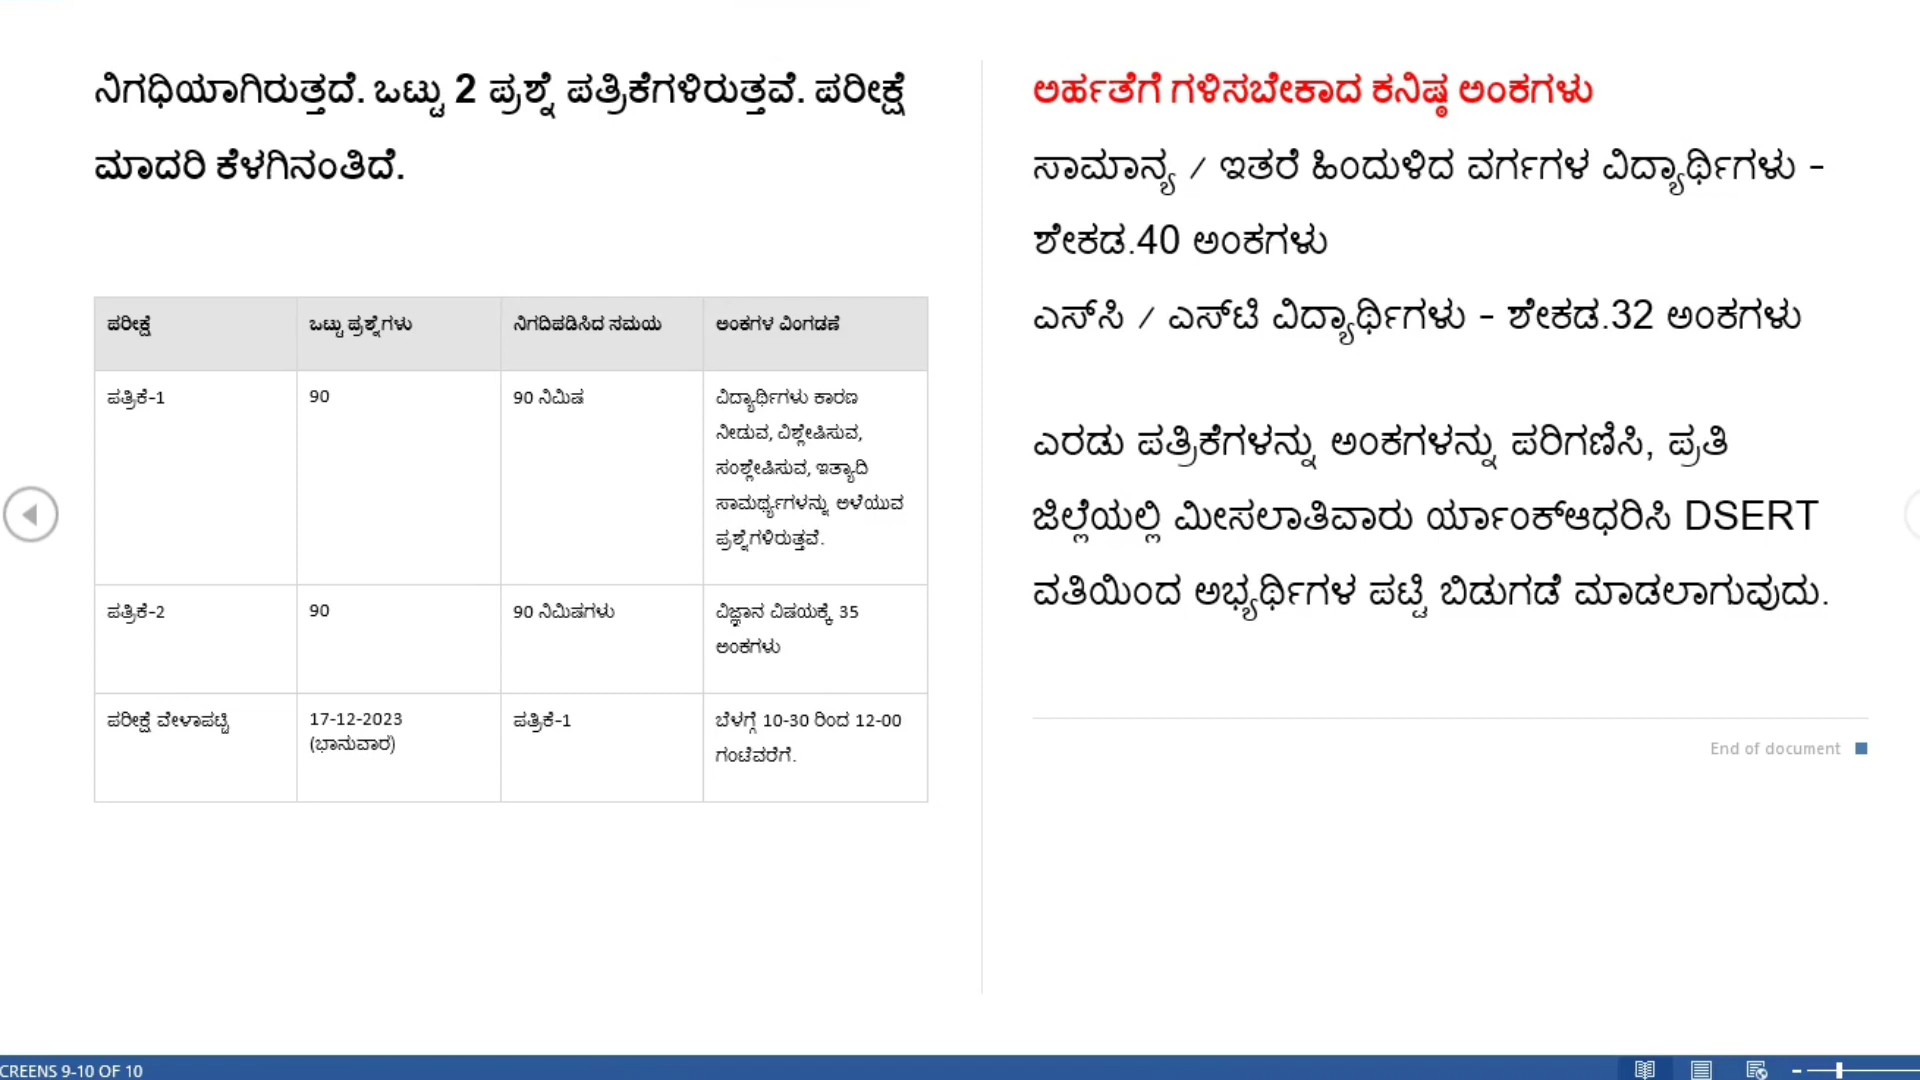 ನಿಗಧಿಯಾಗಿರುತ್ತದೆ. ಒಟ್ಟು 2 ಪ್ರಶ್ನೆ ಪತ್ರಿಕೆಗಳಿರುತ್ತವೆ. ಪರೀಕ್ಷೆ
ಮಾದರಿ ಕೆಳಗಿನಂತಿದೆ.
ಪರೀಕ್ಷೆ ಒಟ್ಟು ಪ್ರಶ್ನೆಗಳು ನಿಗದಿಪಡಿಸಿದ ಸಮಯ ಅಂಕಗಳ ವಿಂಗಡಣೆ
ಪತ್ರಿಕೆ-1 90 90 ನಿಮಿಷ ವಿದ್ಯಾರ್ಥಿಗಳು ಕಾರಣ
ನೀಡುವ, ವಿಶ್ಲೇಷಿಸುವ,
ಸಂಶ್ಲೇಷಿಸುವ, ಇತ್ಯಾದಿ
ಸಾಮರ್ಥ್ಯಗಳನ್ನು ಅಳೆಯುವ
ಪ್ರಶ್ನೆಗಳಿರುತ್ತವೆ.
ಪತ್ರಿಕೆ-2 90 90 ನಿಮಿಷಗಳು ವಿಜ್ಞಾನ ವಿಷಯಕ್ಕೆ 35
ಅಂಕಗಳು
ಪರೀಕ್ಷೆ ವೇಳಾಪಟ್ಟಿ 17-12-2023 ಪತ್ರಿಕೆ-1 ಬೆಳಗ್ಗೆ 10-30 ರಿಂದ 12-00
(ಭಾನುವಾರ) ಗಂಟೆವರೆಗೆ.
ಅರ್ಹತೆಗೆ ಗಳಿಸಬೇಕಾದ ಕನಿಷ್ಠ ಅಂಕಗಳು
ಸಾಮಾನ್ಯ / ಇತರೆ ಹಿಂದುಳಿದ ವರ್ಗಗಳ ವಿದ್ಯಾರ್ಥಿಗಳು -
ಶೇಕಡ.40 ಅಂಕಗಳು
ಎಸ್‌ಸಿ / ಎಸ್‌ಟಿ ವಿದ್ಯಾರ್ಥಿಗಳು - ಶೇಕಡ.32 ಅಂಕಗಳು
ಎರಡು ಪತ್ರಿಕೆಗಳನ್ನು ಅಂಕಗಳನ್ನು ಪರಿಗಣಿಸಿ, ಪ್ರತಿ
ಜಿಲ್ಲೆಯಲ್ಲಿ ಮೀಸಲಾತಿವಾರು ರ್ಯಾಂಕ್‌ಆಧರಿಸಿ DSERT
ವತಿಯಿಂದ ಅಭ್ಯರ್ಥಿಗಳ ಪಟ್ಟಿ ಬಿಡುಗಡೆ ಮಾಡಲಾಗುವುದು.
End of document
CREENS 9-10 OF 10